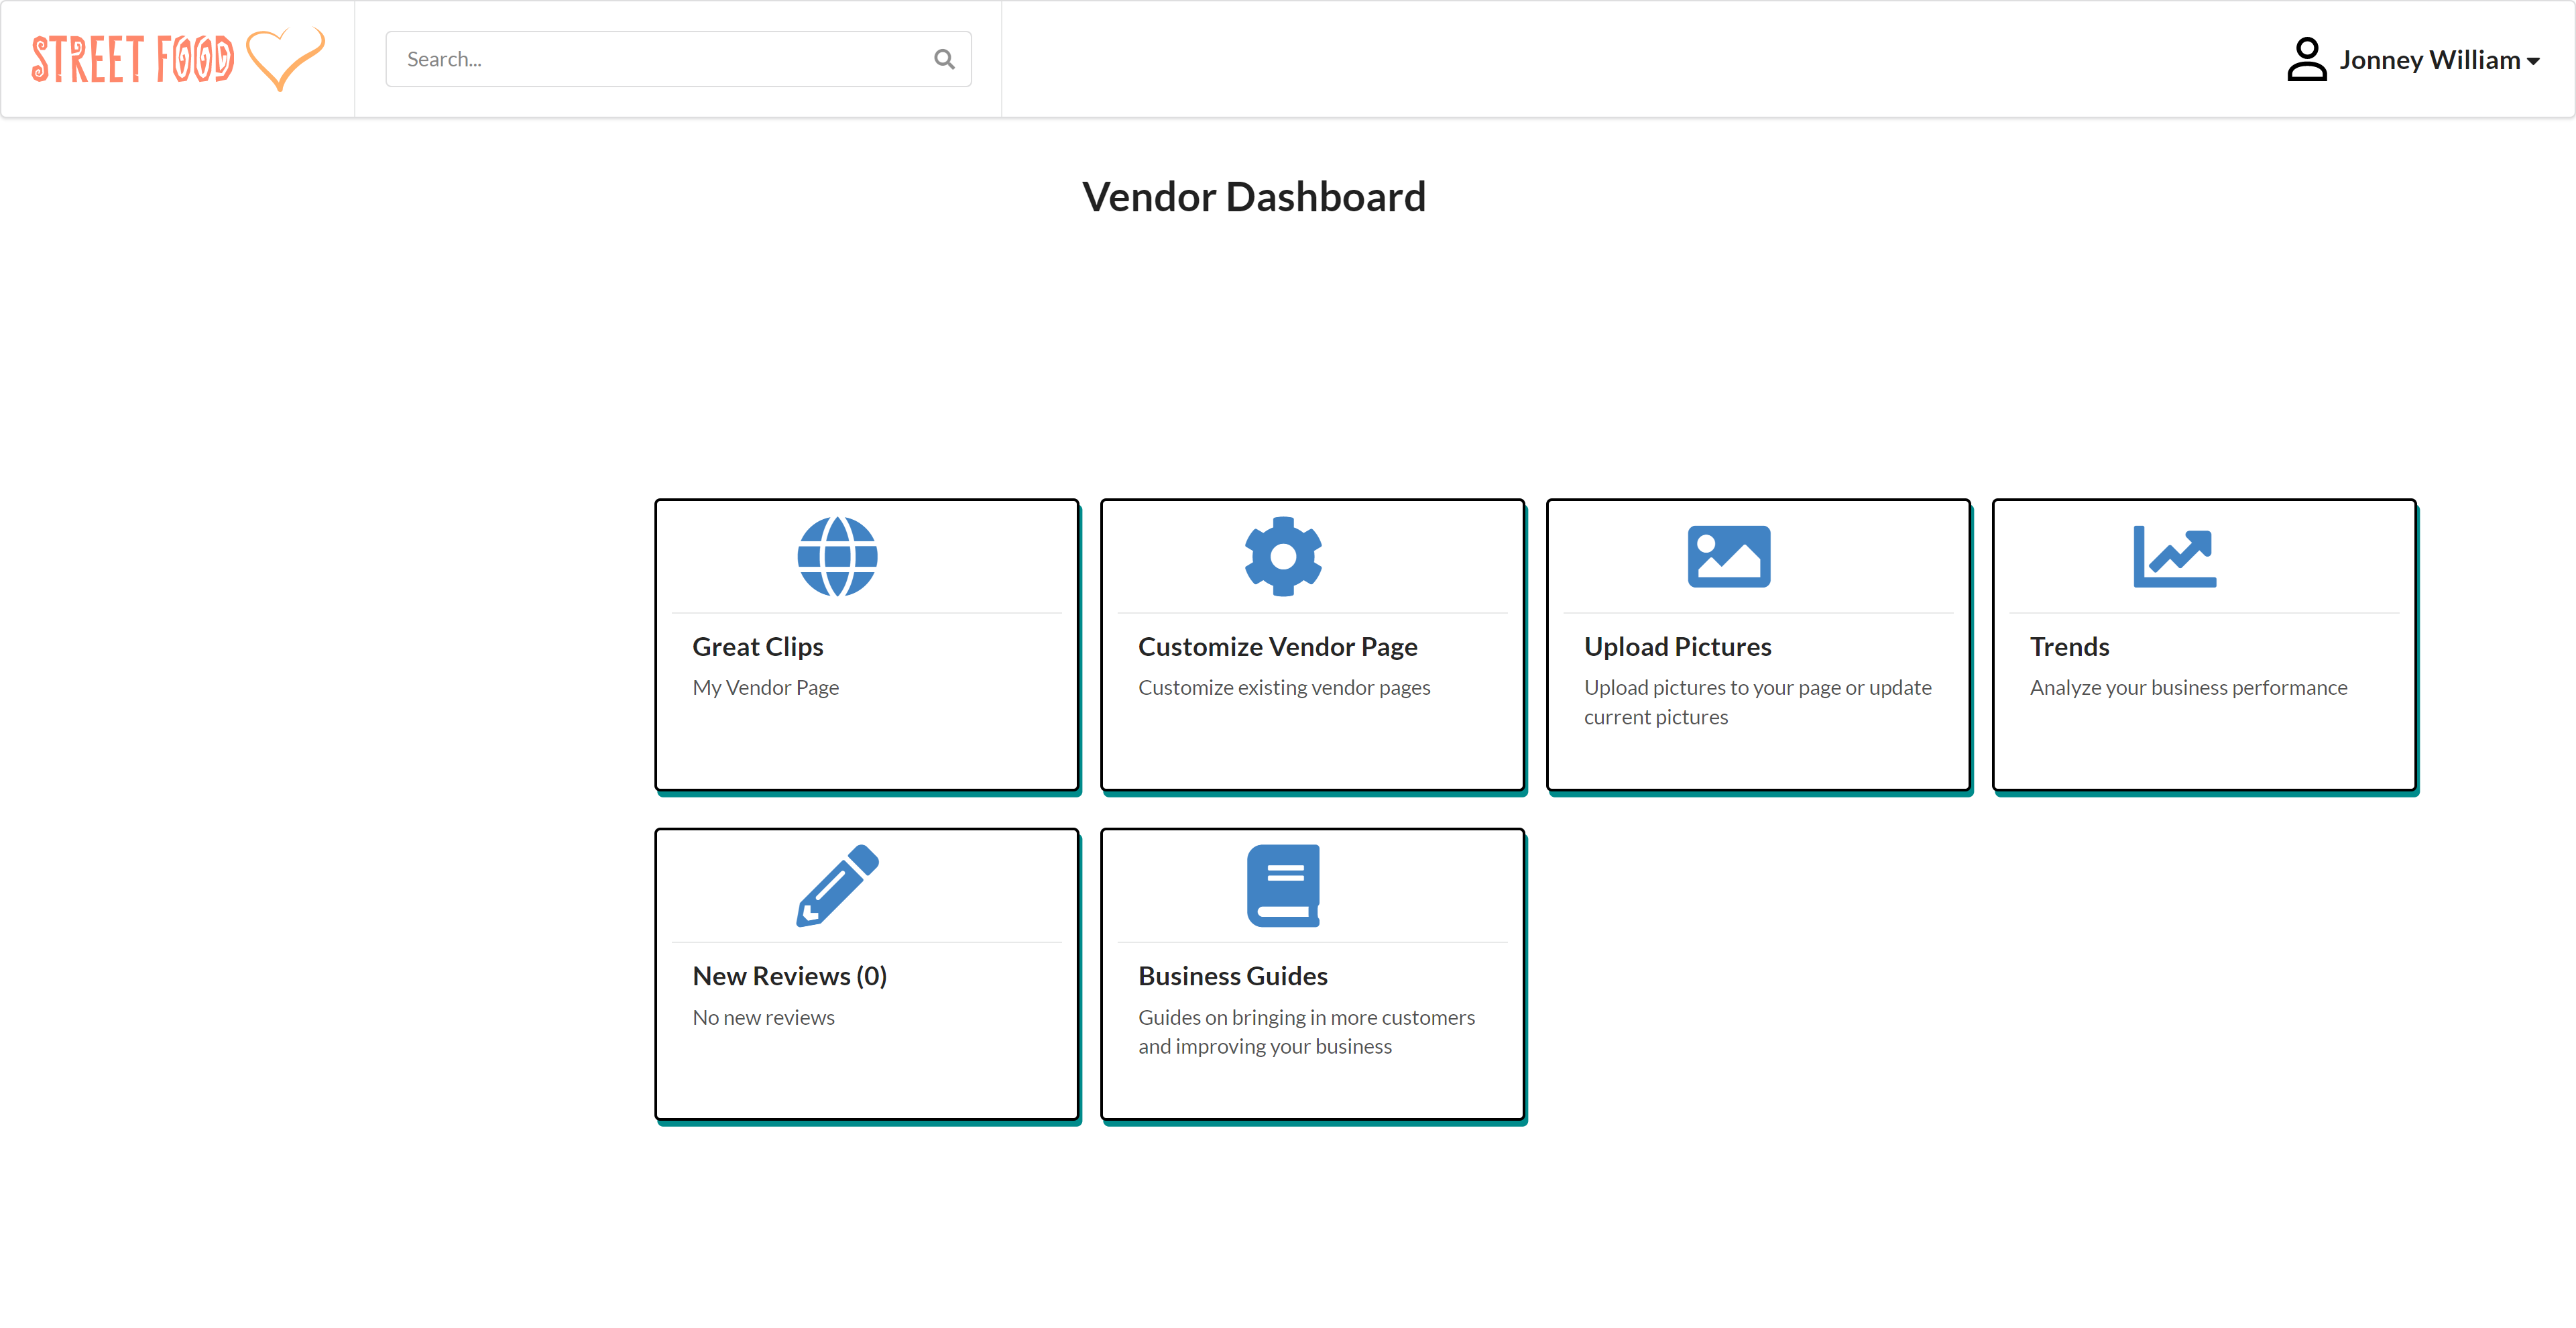 STREET FOOD
Search...
Jonney William
Vendor Dashboard
Great Clips
My Vendor Page
Customize Vendor Page
Customize existing vendor pages
Upload Pictures
Upload pictures to your page or update
current pictures
Trends
Analyze your business performance
New Reviews (0)
No new reviews
Business Guides
Guides on bringing in more customers
and improving your business